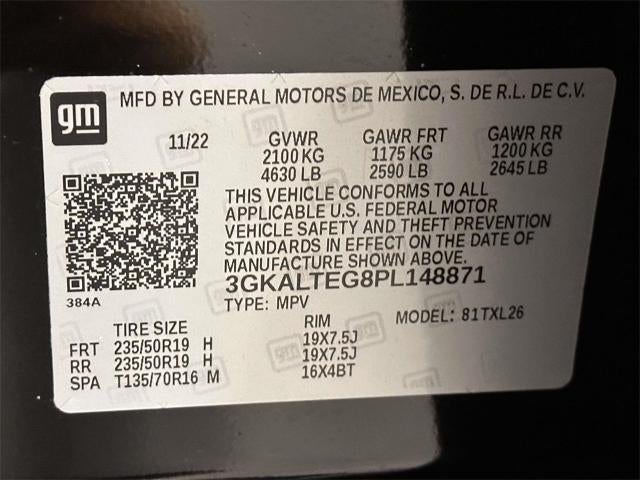 gm MFD BY GENERAL MOTORS DE MEXICO, S. DE R.L. DE C.V.
11/22 GVWR GAWR FRT GAWR RR
2100 KG 1175 KG 1200 KG
4630 LB 2590 LB 2645 LB
THIS VEHICLE CONFORMS TO ALL
APPLICABLE U.S. FEDERAL MOTOR
VEHICLE SAFETY AND THEFT PREVENTION
STANDARDS IN EFFECT ON THE DATE OF
MANUFACTURE SHOWN ABOVE.
384A
3GKALTEG8PL148871
TYPE: MPV MODEL: 81TXL26
TIRE SIZE RIM
FRT 235/50R19 H 19X7.5J
RR 235/50R19 H 19X7.5J
SPA T135/70R16 M 16X4BT